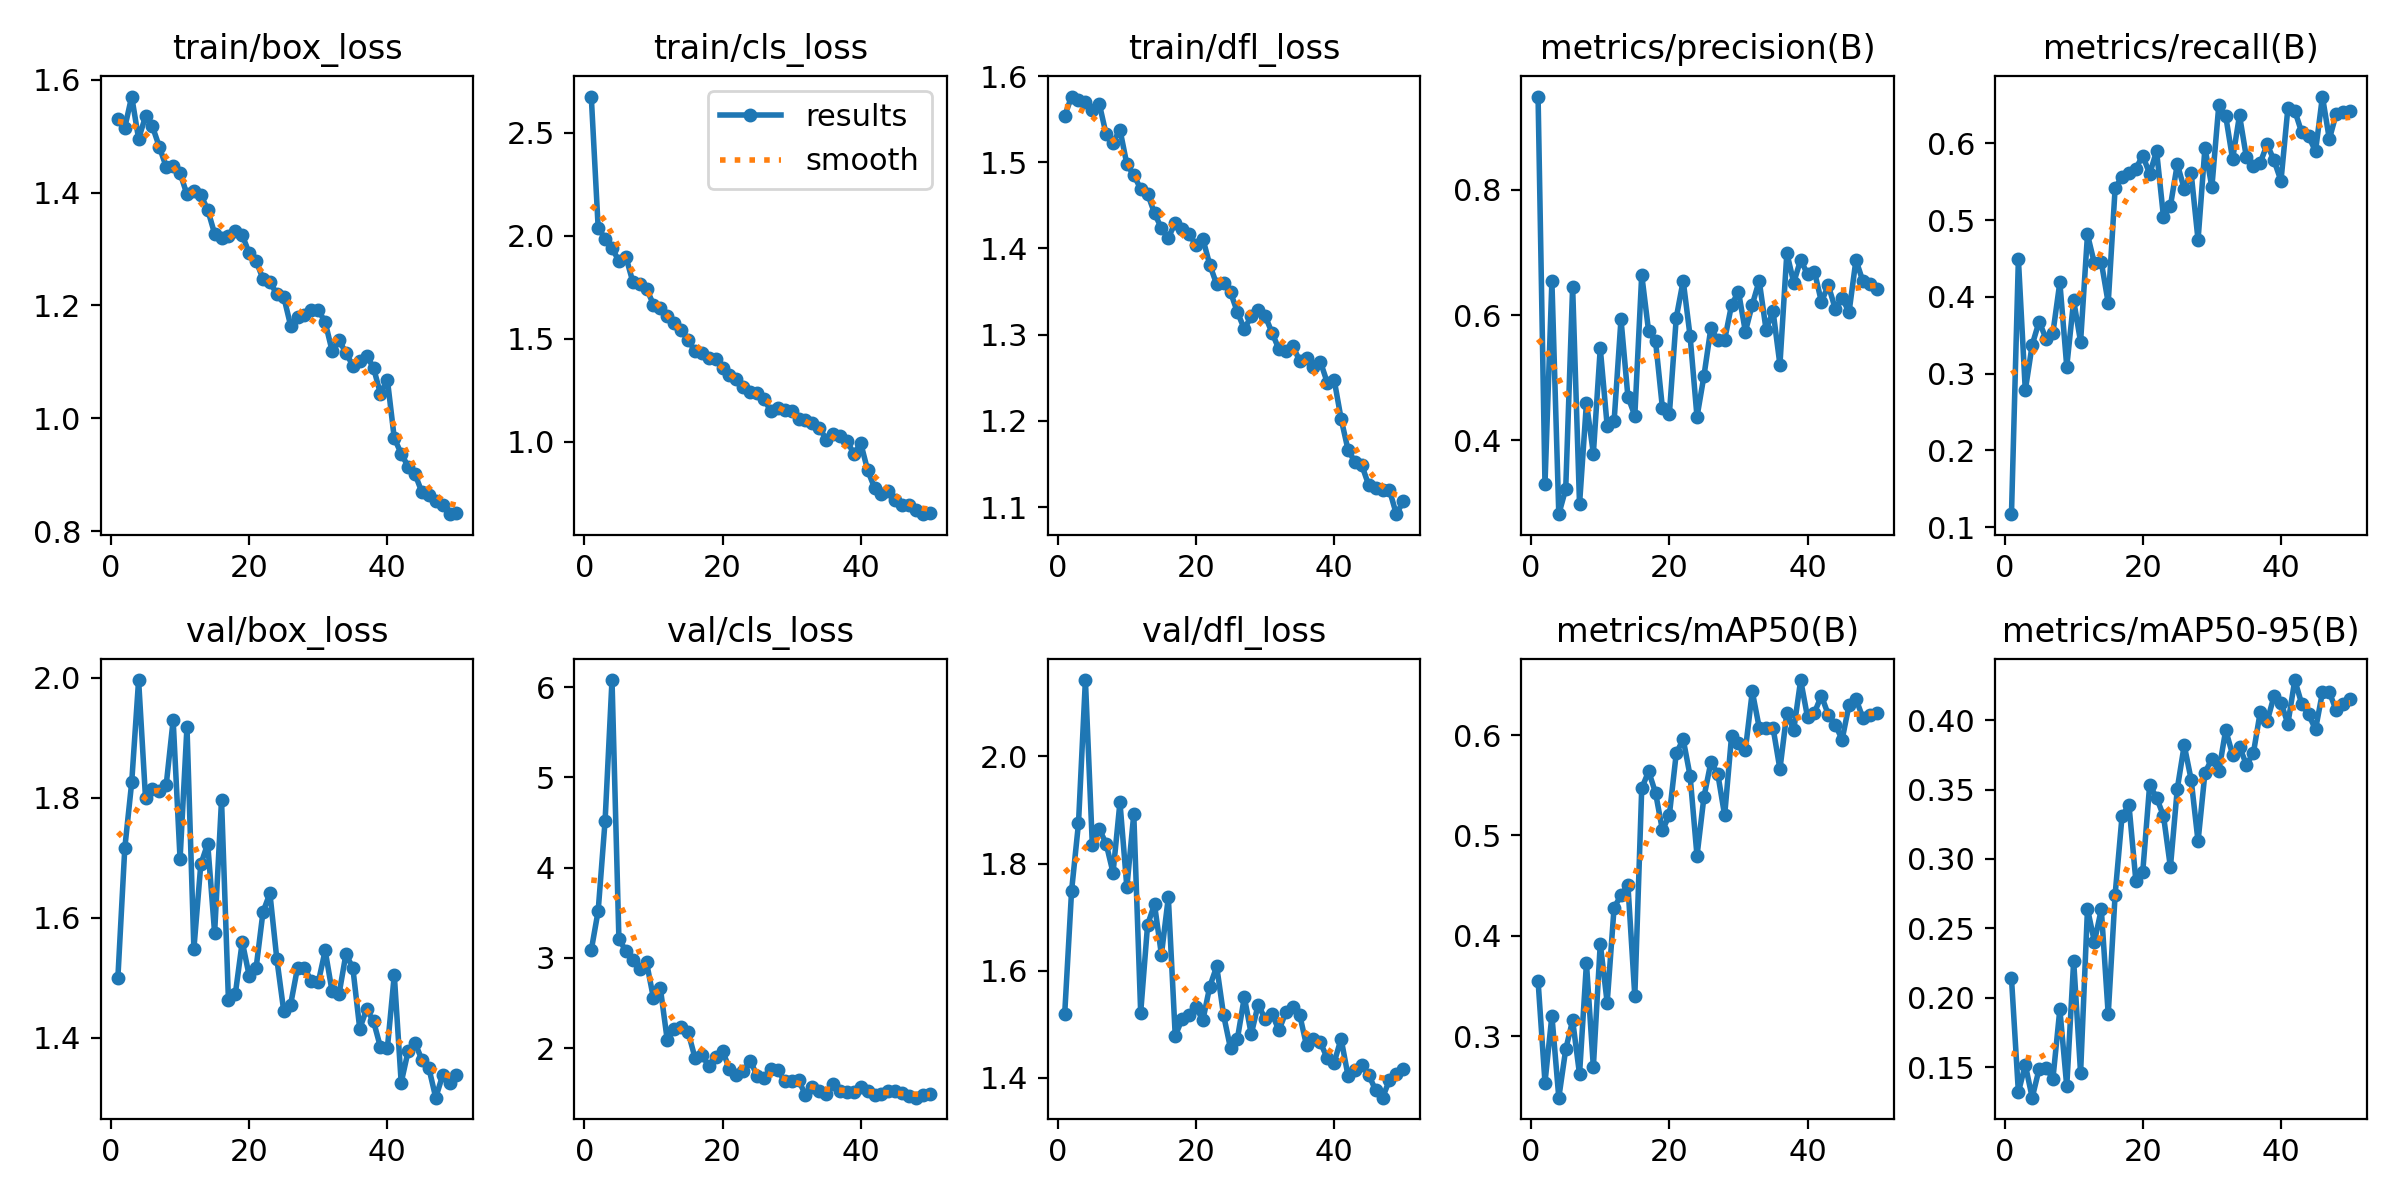 train/box_loss
1.6
1.4
1.2
1.0
0.8
0 20 40
train/cls_loss
results
smooth
2.5
2.0
1.5
1.0
0 20 40
train/dfl_loss
1.6
1.5
1.4
1.3
1.2
1.1
0 20 40
metrics/precision(B)
0.8
0.6
0.4
0 20 40
metrics/recall(B)
0.6
0.5
0.4
0.3
0.2
0.1
0 20 40
val/box_loss
2.0
1.8
1.6
1.4
0 20 40
val/cls_loss
6
5
4
3
2
0 20 40
val/dfl_loss
2.0
1.8
1.6
1.4
0 20 40
metrics/mAP50(B)
0.6
0.5
0.4
0.3
0 20 40
metrics/mAP50-95(B)
0.40
0.35
0.30
0.25
0.20
0.15
0 20 40